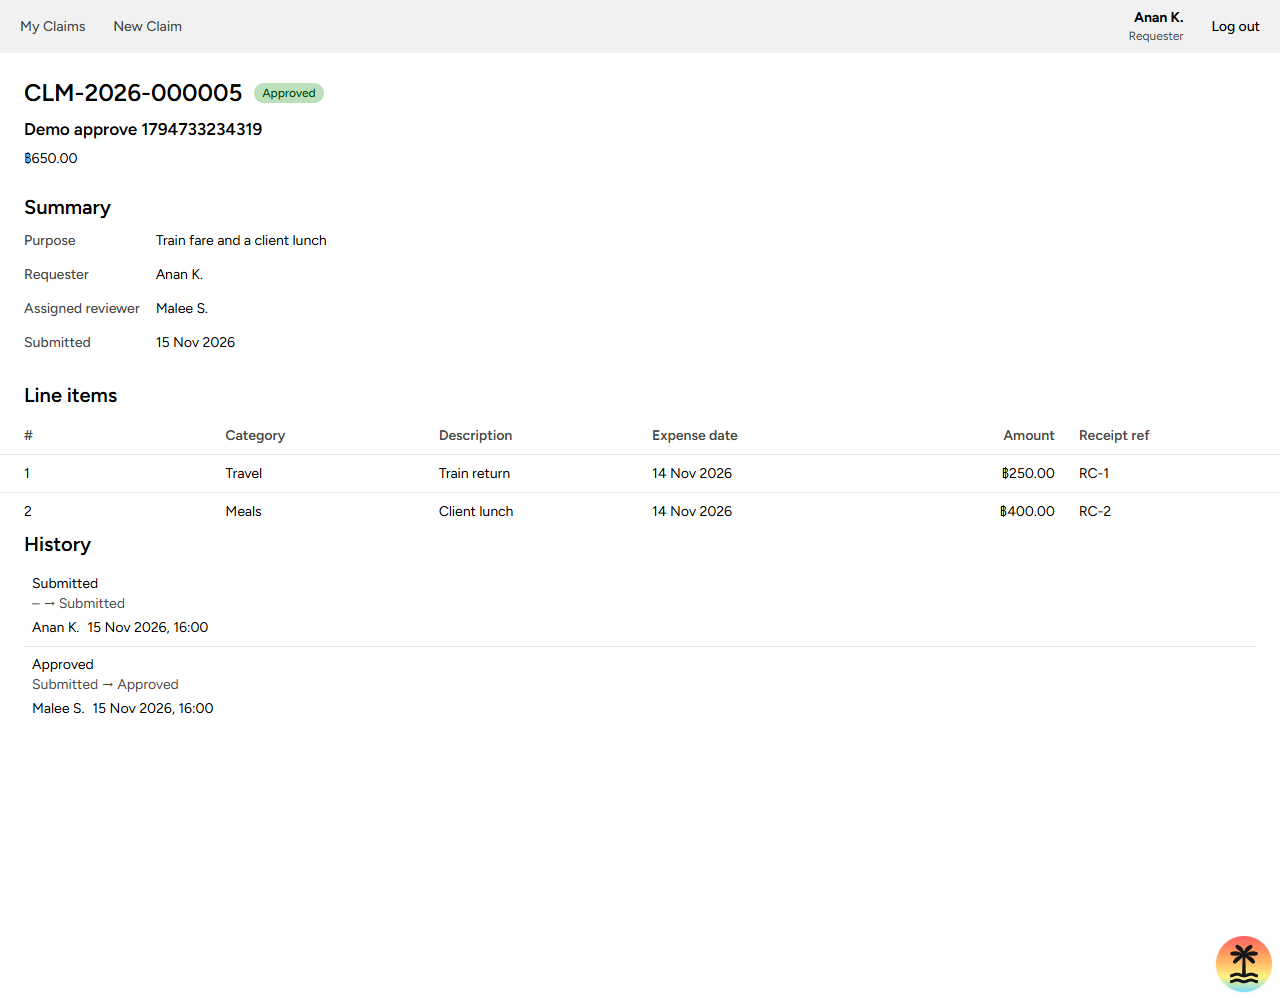 My Claims New Claim Anan K. Log out
Requester
CLM-2026-000005 Approved
Demo approve 1794733234319
฿650.00
Summary
Purpose Train fare and a client lunch
Requester Anan K.
Assigned reviewer Malee S.
Submitted 15 Nov 2026
Line items
# Category Description Expense date Amount Receipt ref
1 Travel Train return 14 Nov 2026 ฿250.00 RC-1
2 Meals Client lunch 14 Nov 2026 ฿400.00 RC-2
History
Submitted
– → Submitted
Anan K. 15 Nov 2026, 16:00
Approved
Submitted → Approved
Malee S. 15 Nov 2026, 16:00